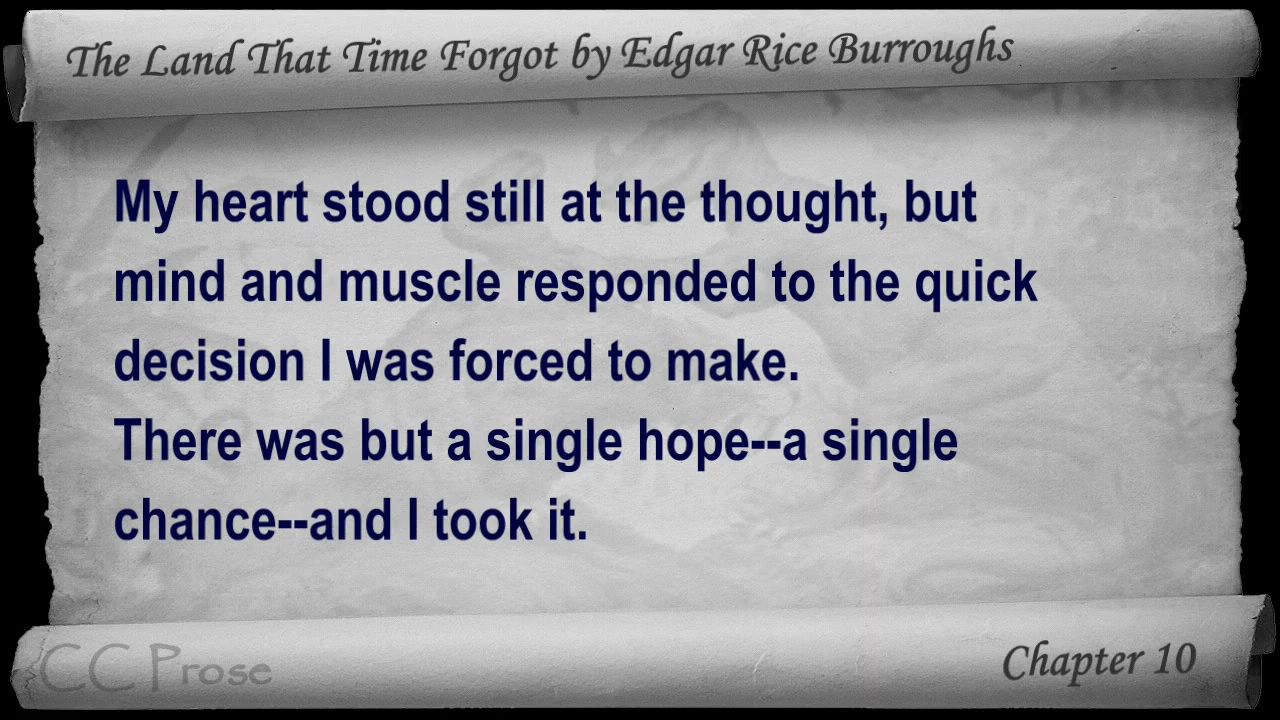 The Land That Time Forgot by Edgar Rice Burroughs
My heart stood still at the thought, but
mind and muscle responded to the quick
decision I was forced to make.
There was but a single hope--a single
chance--and I took it.
CC Prose
Chapter 10